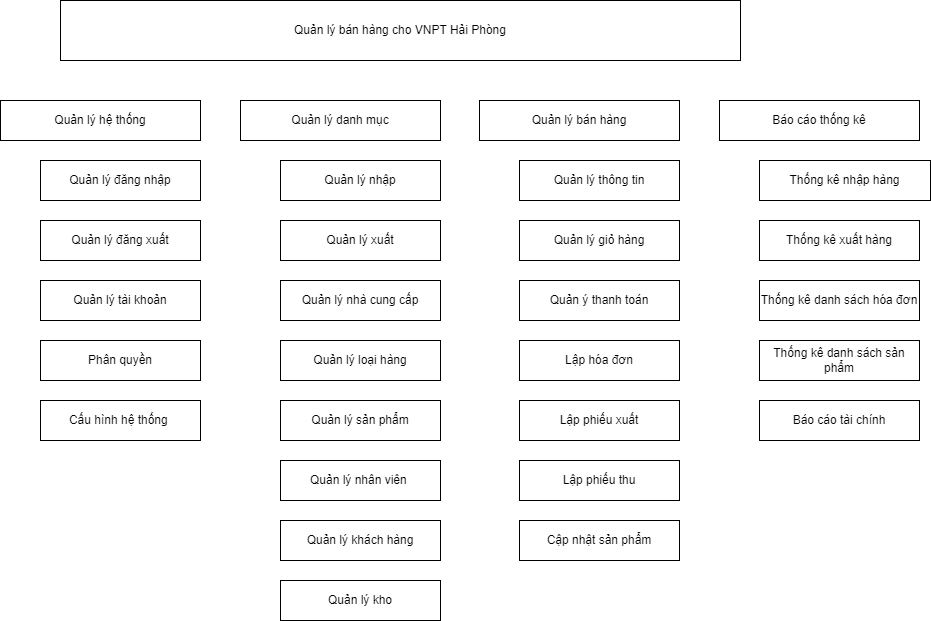 Quản lý bán hàng cho VNPT Hải Phòng
Quản lý hệ thống
Quản lý đăng nhập
Quản lý đăng xuất
Quản lý tài khoản
Phân quyền
Cấu hình hệ thống
Quản lý danh mục
Quản lý nhập
Quản lý xuất
Quản lý nhà cung cấp
Quản lý loại hàng
Quản lý sản phẩm
Quản lý nhân viên
Quản lý khách hàng
Quản lý kho
Quản lý bán hàng
Quản lý thông tin
Quản lý giỏ hàng
Quản ý thanh toán
Lập hóa đơn
Lập phiếu xuất
Lập phiếu thu
Cập nhật sản phẩm
Báo cáo thống kê
Thống kê nhập hàng
Thống kê xuất hàng
Thống kê danh sách hóa đơn
Thống kê danh sách sản
phẩm
Báo cáo tài chính